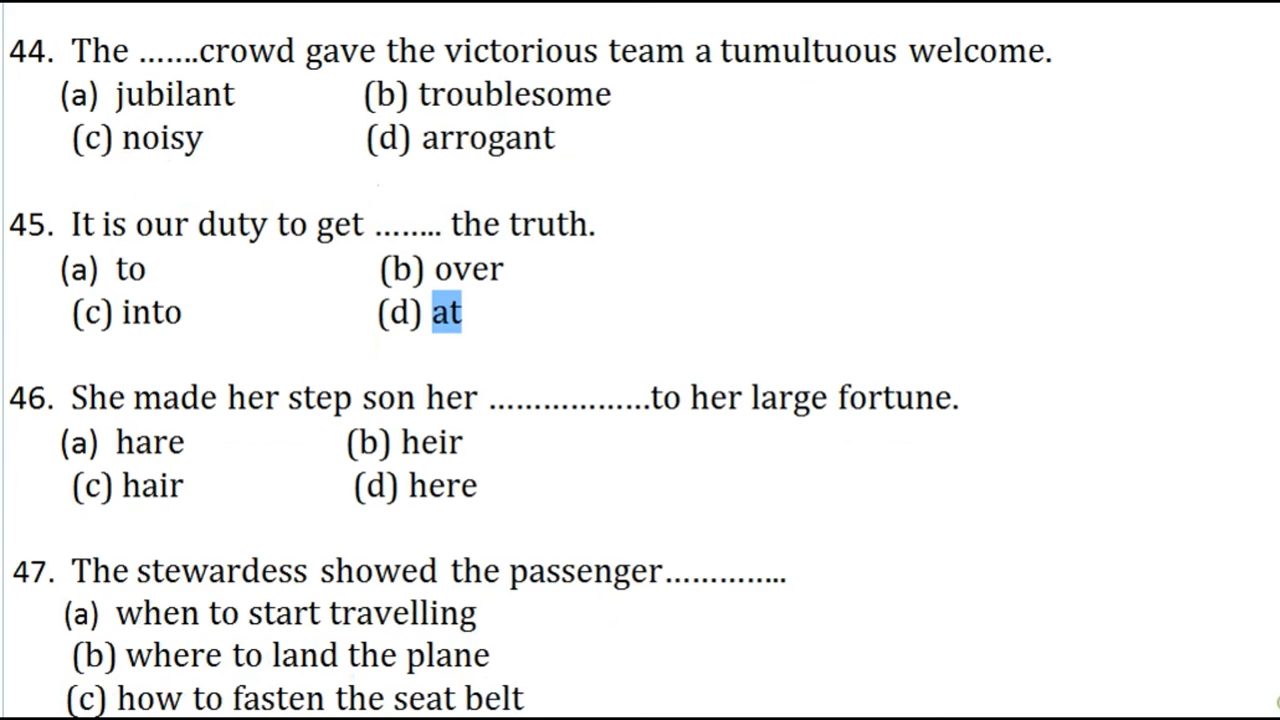 44. The .......crowd gave the victorious team a tumultuous welcome.
(a) jubilant (b) troublesome
(c) noisy (d) arrogant
45. It is our duty to get ........ the truth.
(a) to (b) over
(c) into (d) at
46. She made her step son her ..................to her large fortune.
(a) hare (b) heir
(c) hair (d) here
47. The stewardess showed the passenger..............
(a) when to start travelling
(b) where to land the plane
(c) how to fasten the seat belt